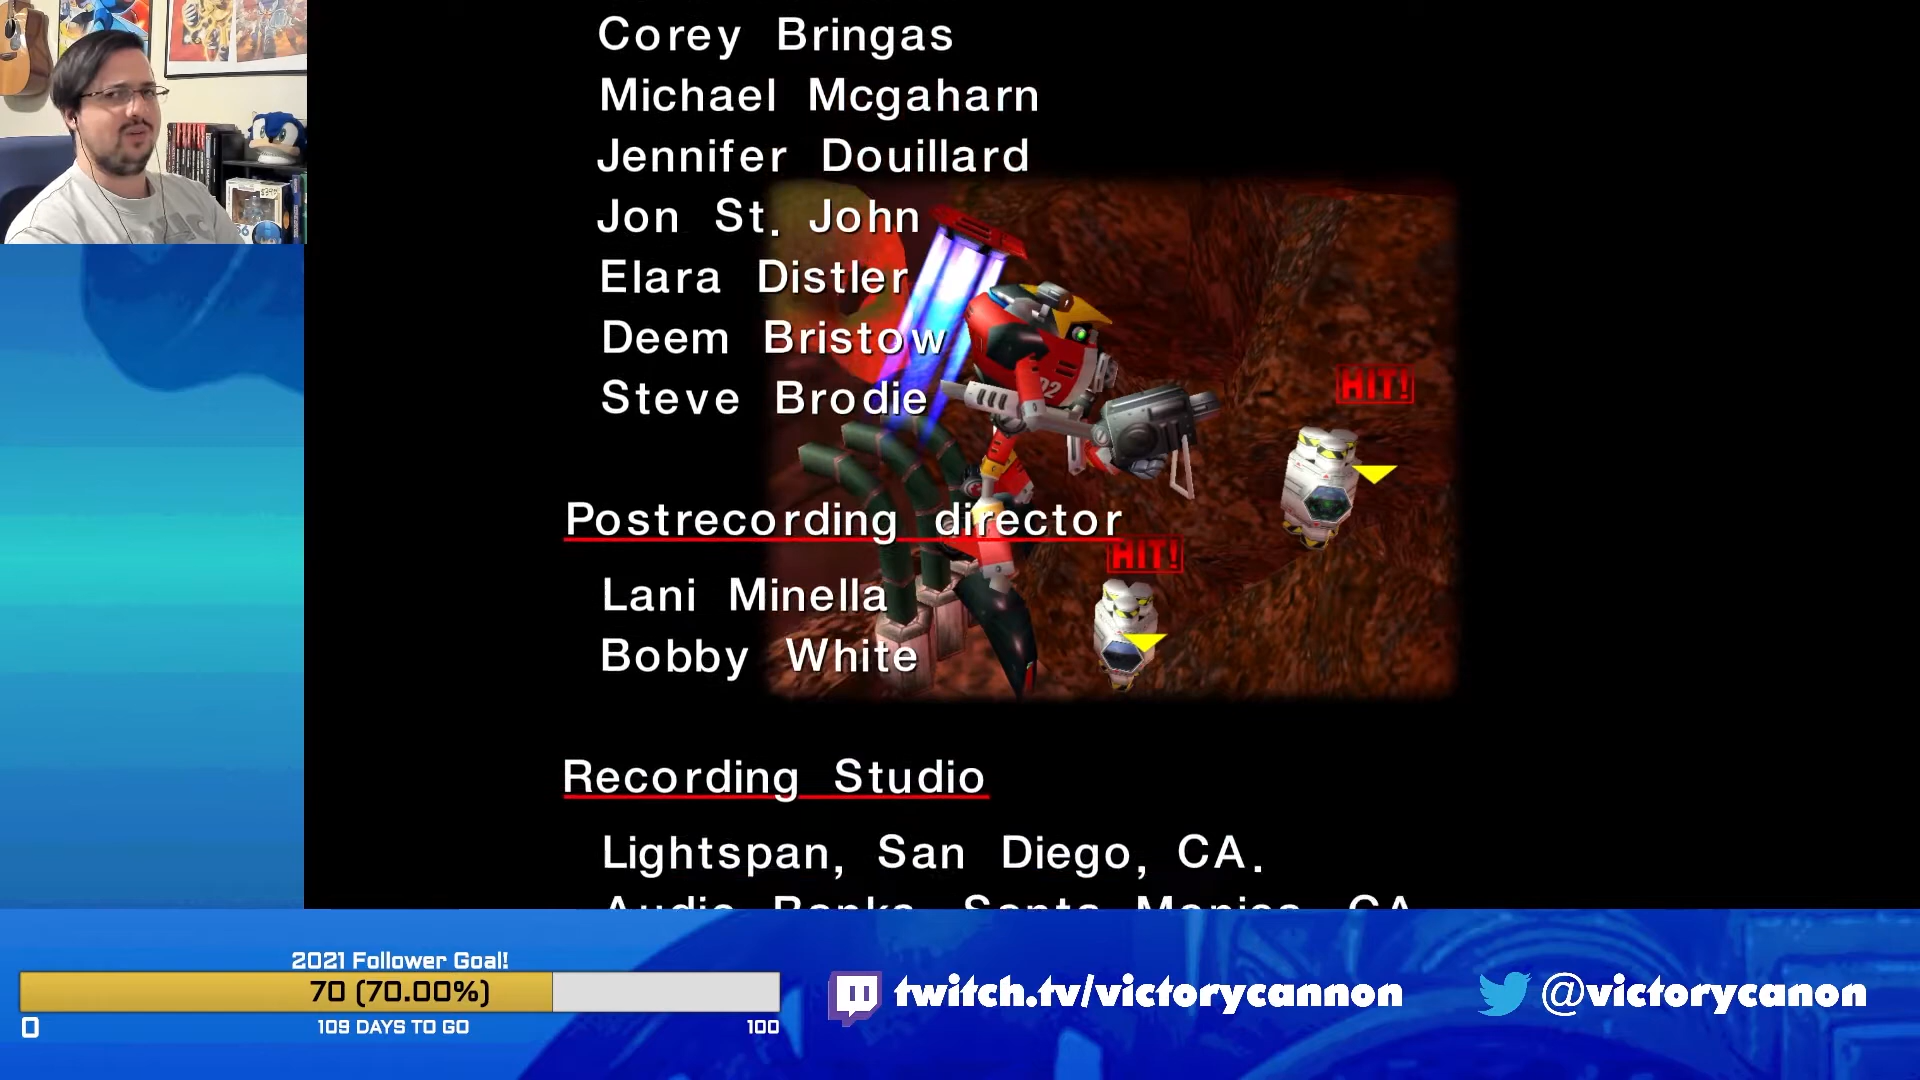 Corey Bringas
Michael Mcgaharn
Jennifer Douillard
Jon St. John
Elara Distler
Deem Bristow
Steve Brodie
02
HIT!
Postrecording director
HIT!
Lani Minella
Bobby White
Recording Studio
Lightspan, San Diego, CA.
2021 Follower Goal!
70 (70.00%)
0
109 DAYS TO GO
100
twitch.tv/victorycannon
@victorycanon